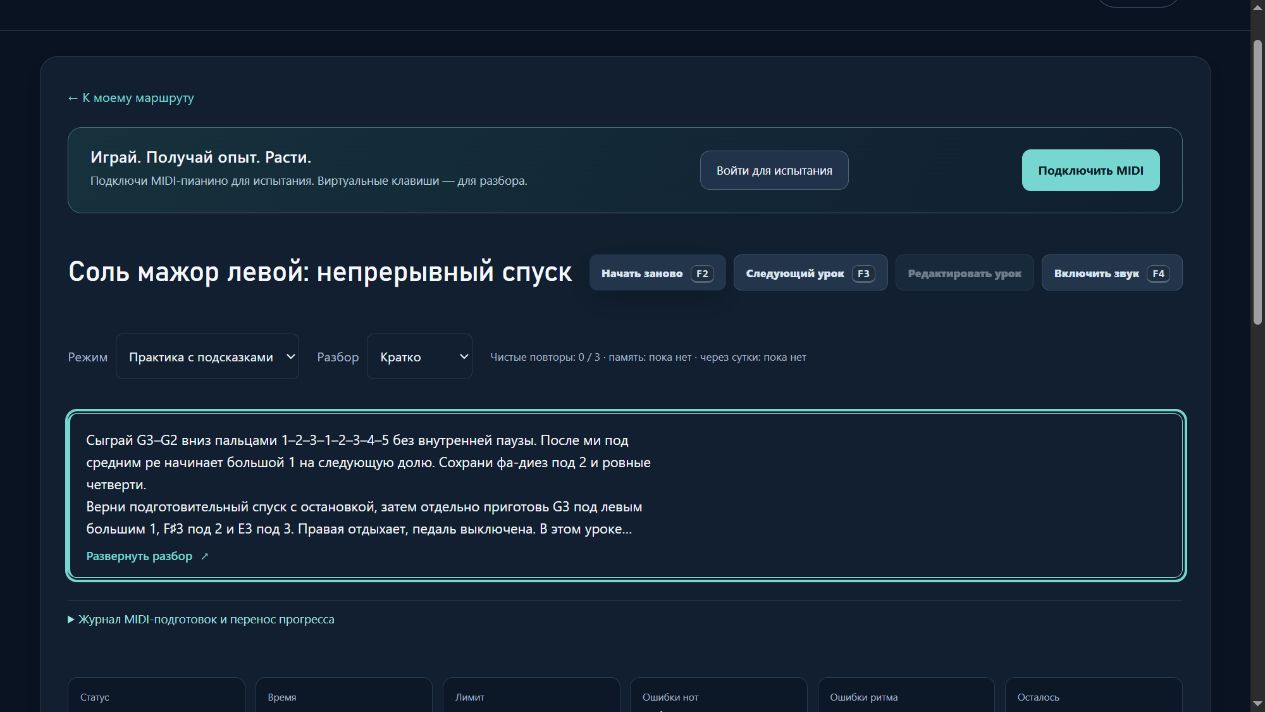 ← К моему маршруту
Играй. Получай опыт. Расти.
Подключи MIDI-пианино для испытания. Виртуальные клавиши — для разбора.
Войти для испытания
Подключить MIDI
Соль мажор левой: непрерывный спуск
Начать заново F2
Следующий урок F3
Редактировать урок
Включить звук F4
Режим
Практика с подсказками
Разбор
Кратко
Чистые повторы: 0 / 3 · память: пока нет · через сутки: пока нет
Сыграй G3–G2 вниз пальцами 1–2–3–1–2–3–4–5 без внутренней паузы. После ми под
средним ре начинает большой 1 на следующую долю. Сохрани фа-диез под 2 и ровные
четверти.
Верни подготовительный спуск с остановкой, затем отдельно приготовь G3 под левым
большим 1, F♯3 под 2 и E3 под 3. Правая отдыхает, педаль выключена. В этом уроке…
Развернуть разбор ↗
▶ Журнал MIDI-подготовок и перенос прогресса
Статус
Время
Лимит
Ошибки нот
Ошибки ритма
Осталось